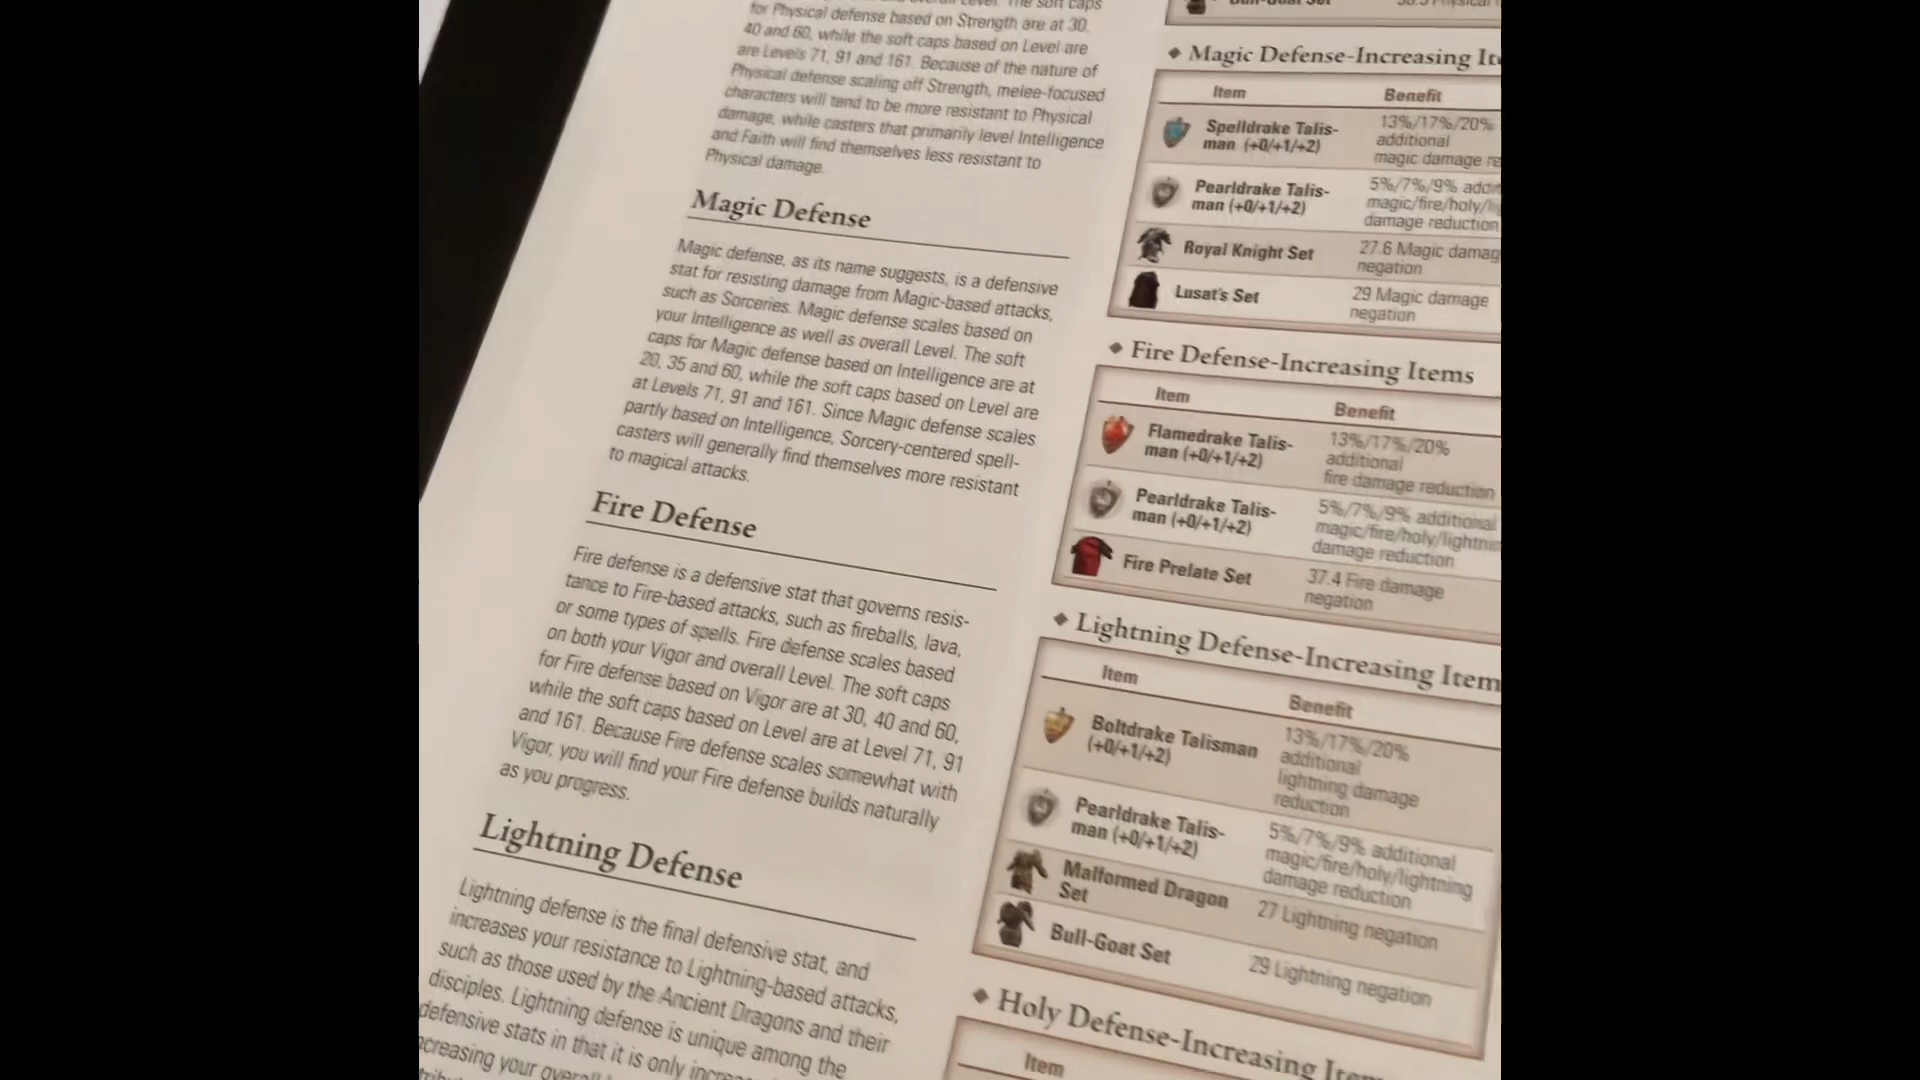 for Physical defense based on Strength are at 30,
40 and 60, while the soft caps based on Level are
are Levels 71, 91 and 161. Because of the nature of
Physical defense scaling off Strength, melee-focused
characters will tend to be more resistant to Physical
damage, while casters that primarily level Intelligence
and Faith will find themselves less resistant to
Physical damage.
Magic Defense
Magic defense, as its name suggests, is a defensive
stat for resisting damage from Magic-based attacks,
such as Sorceries. Magic defense scales based on
your Intelligence as well as overall Level. The soft
caps for Magic defense based on Intelligence are at
20, 35 and 60, while the soft caps based on Level are
at Levels 71, 91 and 161. Since Magic defense scales
partly based on Intelligence, Sorcery-centered spell-
casters will generally find themselves more resistant
to magical attacks.
Fire Defense
Fire defense is a defensive stat that governs resis-
tance to Fire-based attacks, such as fireballs, lava,
or some types of spells. Fire defense scales based
on both your Vigor and overall Level. The soft caps
for Fire defense based on Vigor are at 30, 40 and 60,
while the soft caps based on Level are at Level 71, 91
and 161. Because Fire defense scales somewhat with
Vigor, you will find your Fire defense builds naturally
as you progress.
Lightning Defense
Lightning defense is the final defensive stat, and
increases your resistance to Lightning-based attacks,
such as those used by the Ancient Dragons and their
disciples. Lightning defense is unique among the
defensive stats in that it is only
your overall
Magic Defense-Increasing
Item Benefit
Spelldrake Talis-
man (+0/+1/+2)
13%/17%/20%
additional
magic damage
Pearldrake Talis-
man (+0/+1/+2)
5%/7%/9%
magic/fire/holy/
damage reduction
Royal Knight Set
27.6 Magic
negation
Lusat's Set
29 Magic damage
negation
Fire Defense-Increasing Items
Item Benefit
Flamedrake Talis-
man (+0/+1/+2)
13%/17%/20%
additional
fire damage reduction
Pearldrake Talis-
man (+0/+1/+2)
5%/7%/9% additional
magic/fire/holy/
damage reduction
Fire Prelate Set
37.4 Fire damage
negation
Lightning Defense-Increasing
Item Benefit
Boltdrake Talisman
(+0/+1/+2)
13%/17%/20%
additional
lightning damage
reduction
Pearldrake Talis-
man (+0/+1/+2)
5%/7%/9% additional
magic/fire/holy/lightning
damage reduction
Malformed Dragon
Set
27 Lightning negation
Bull-Goat Set
29 Lightning negation
Holy Defense-Increasing
Item